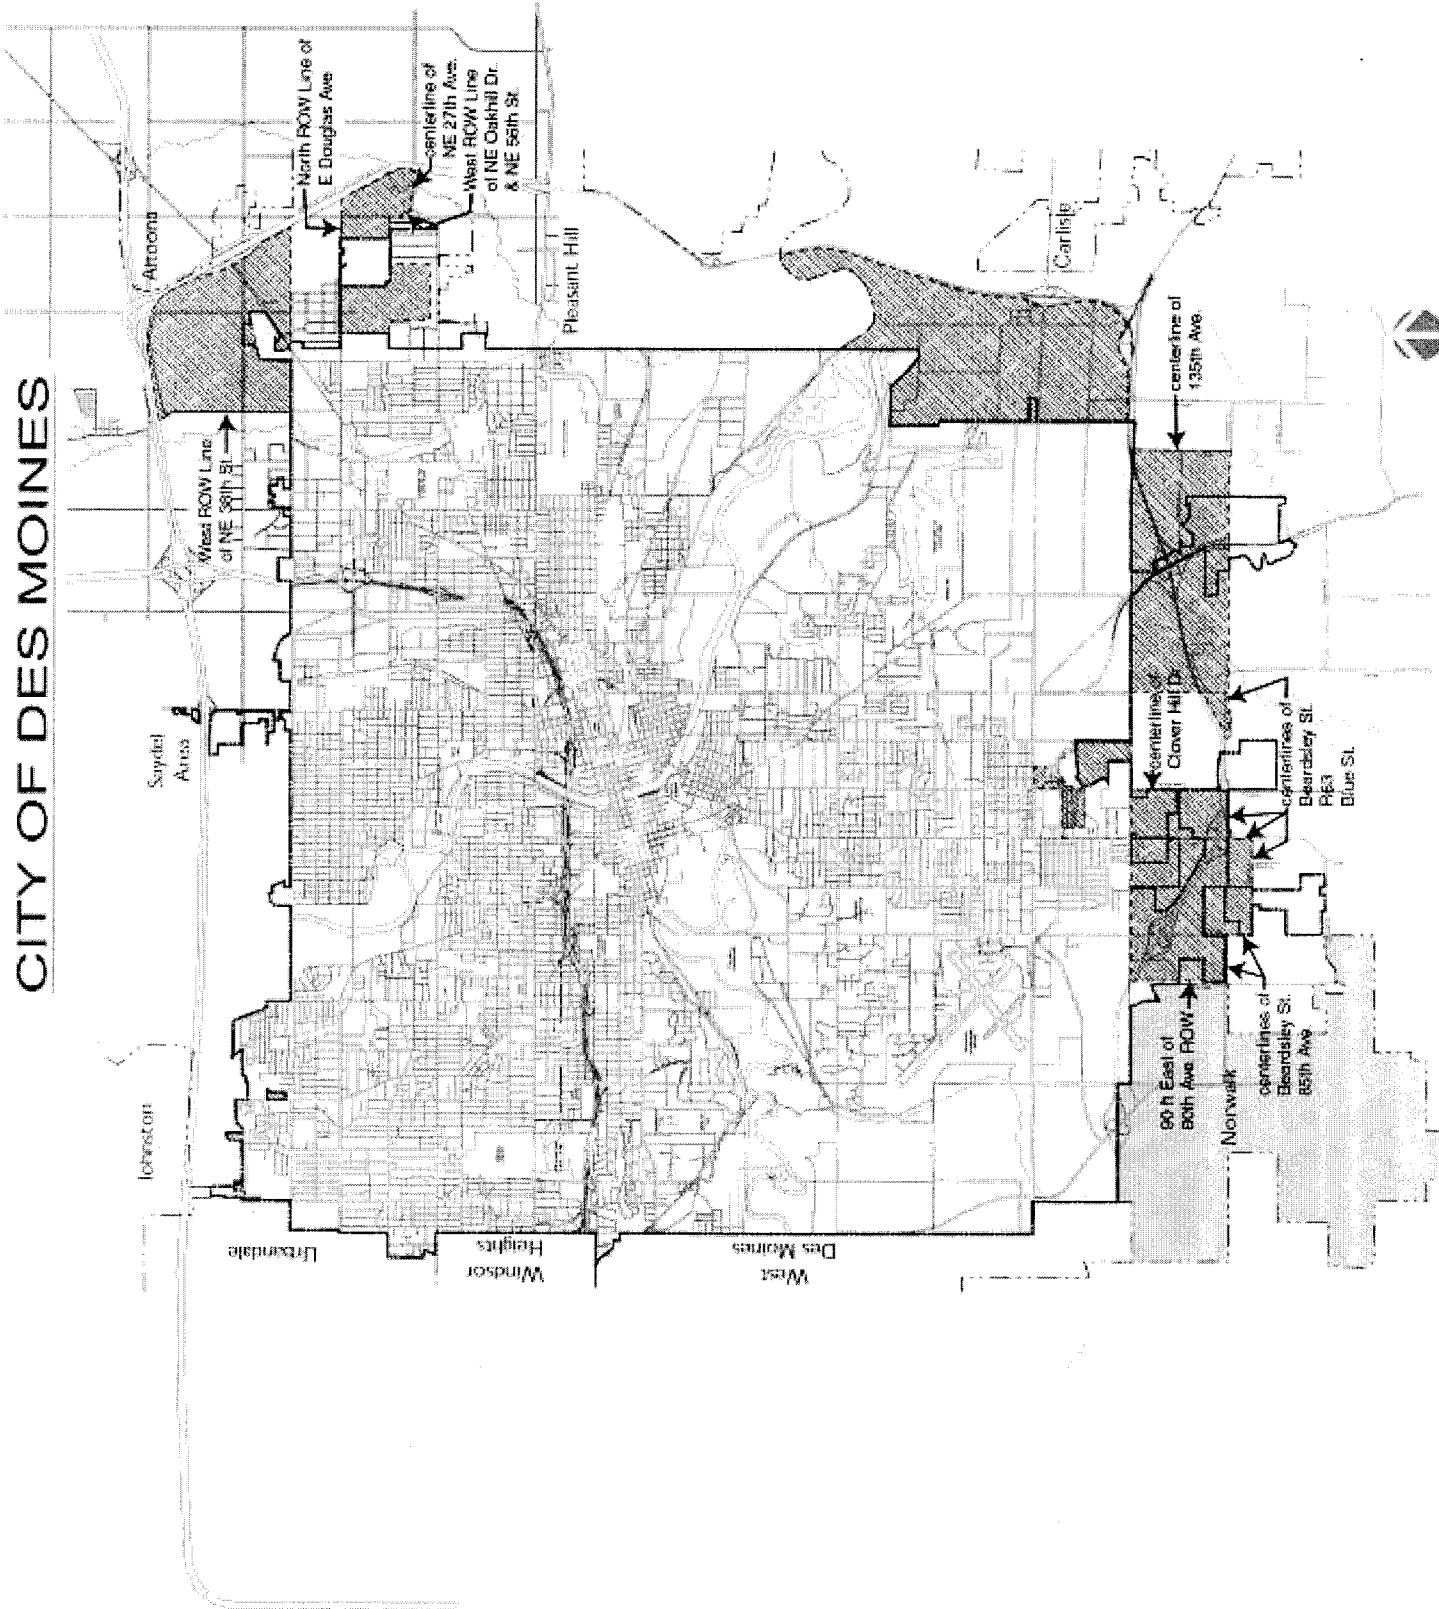 CITY OF DES MOINES
North ROW Line of
E Douglas Ave
centerline of
NE 27th Ave.
West ROW Line
of NE Oakhill Dr.
& NE 56th St.
Altoona
West ROW Line
of NE 38th St.
Pleasant Hill
Carlisle
centerline of
135th Ave.
Saydel
Area
centerline of
Clover Hill Dr
centerlines of
Beardsley St.
R63
Blue St.
Johnston
Urbandale
Windsor
Heights
West
Des Moines
90 ft East of
80th Ave. ROW
Norwalk
centerlines of
Beardsley St.
85th Ave